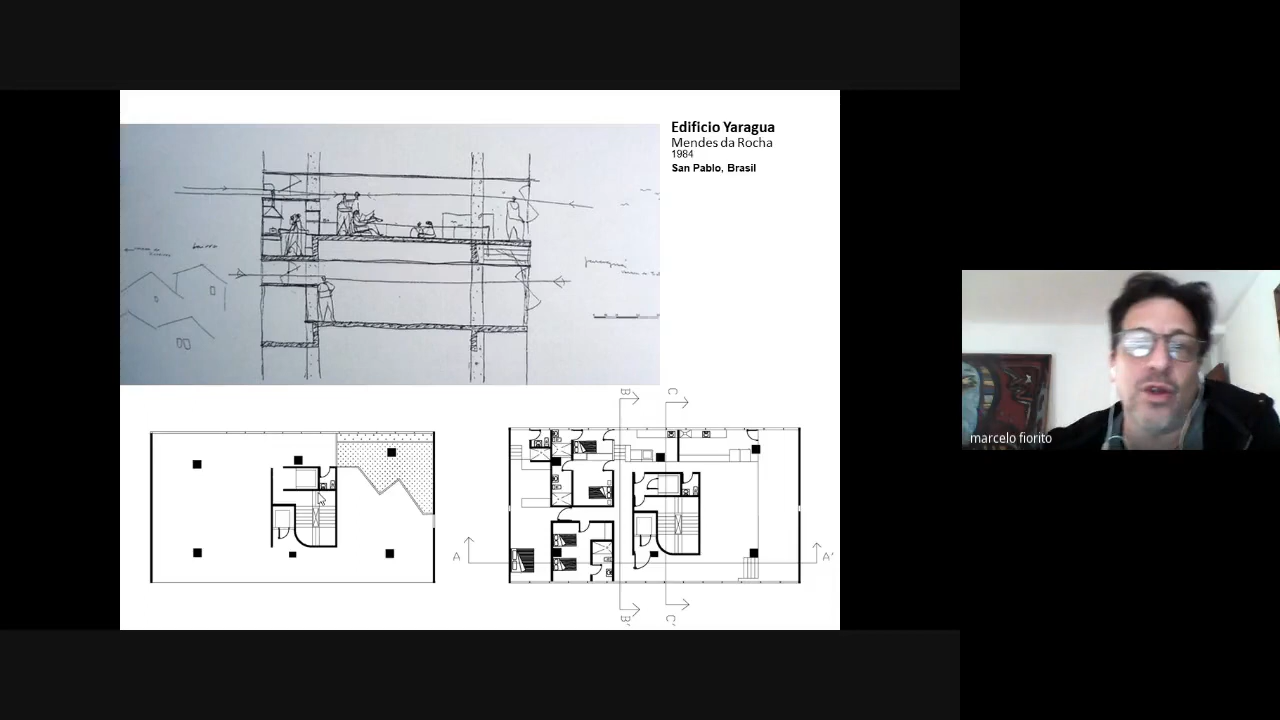 Edificio Yaragua
Mendes da Rocha
1984
San Pablo, Brasil
B
C
A
A'
B'
C'
marcelo fiorito